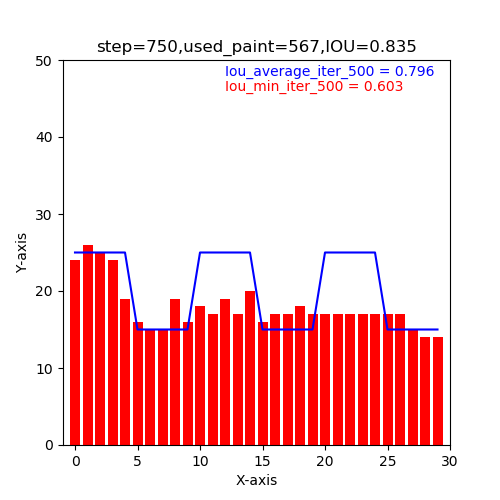 step=750,used_paint=567,IOU=0.835
Iou_average_iter_500 = 0.796
Iou_min_iter_500 = 0.603
50
40
30
20
10
0
Y-axis
0 5 10 15 20 25 30
X-axis